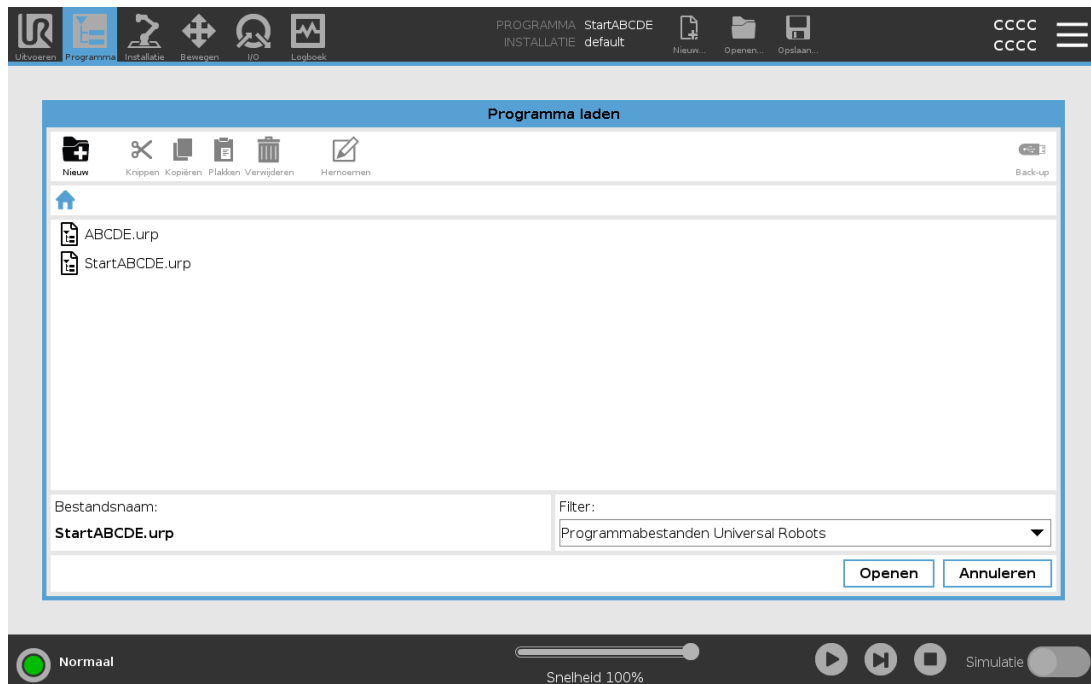 PROGRAMMA StartABCDE
INSTALLATIE default
CCCC
CCCC
Uitvoeren Programma Installatie Bewegen I/O Logboek Nieuw... Openen... Opslaan...
Programma laden
Nieuw Knippen Kopiëren Plakken Verwijderen Hernoemen Back-up
ABCDE.urp
StartABCDE.urp
Bestandsnaam: Filter:
StartABCDE.urp Programmabestanden Universal Robots
Openen Annuleren
Normaal Simulatie
Snelheid 100%